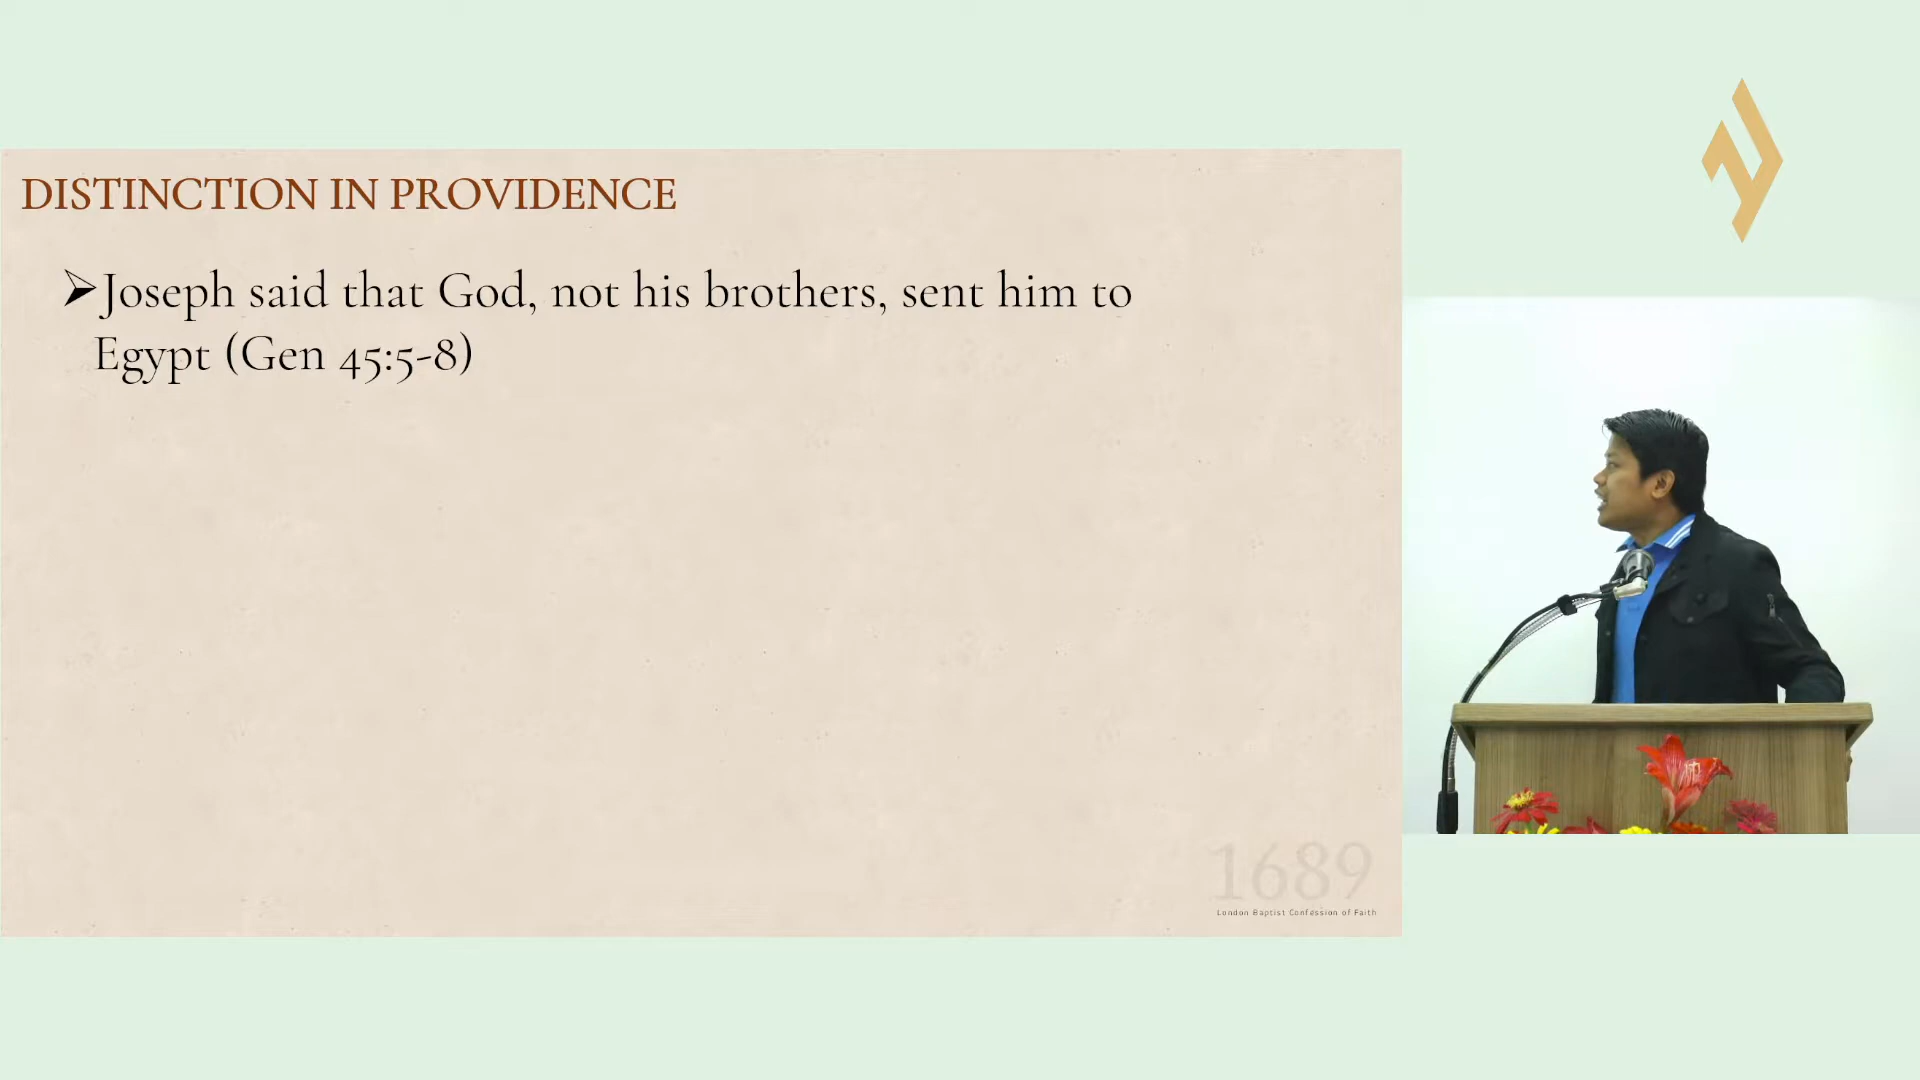 DISTINCTION IN PROVIDENCE
➢Joseph said that God, not his brothers, sent him to
Egypt (Gen 45:5-8)
1689
London Baptist Confession of Faith